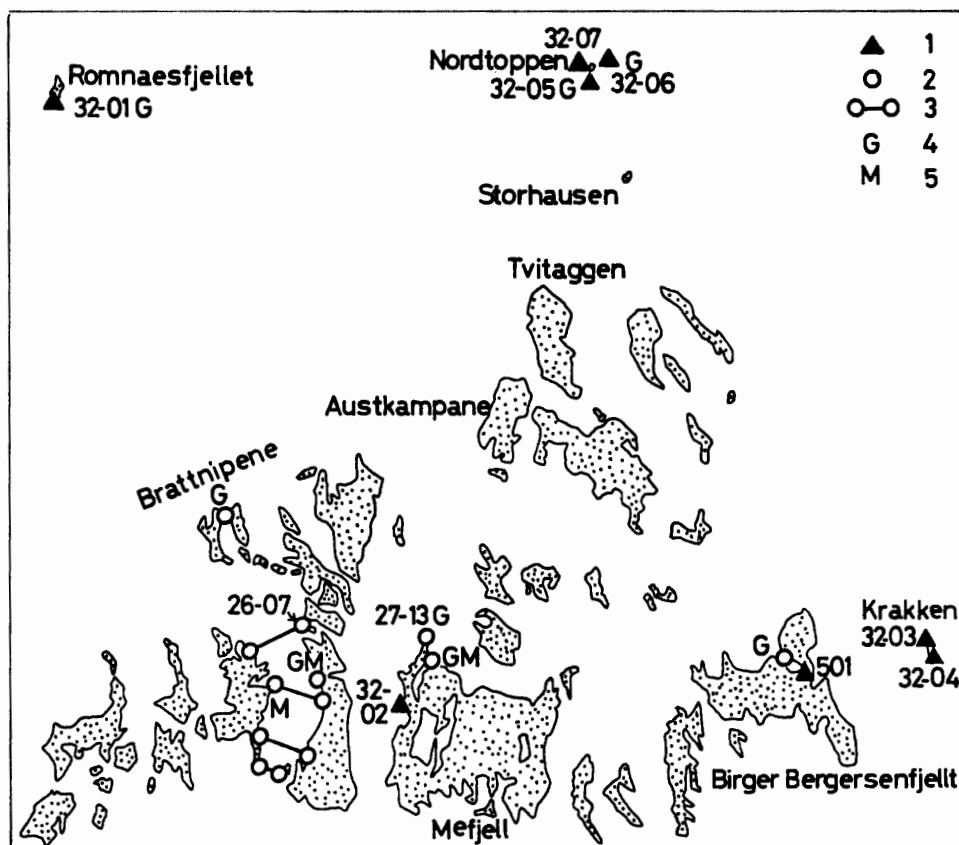 32-07
Nordtoppen G
32-05 G 32-06
Romnaesfjellet
32-01 G
1
2
3
G 4
M 5
Storhausen
Tvitaggen
Austkampane
Brattnipene
G
26-07
27-13 G
GM
GM
M
32-
02
G
501
Krakken
32-03
32-04
Birger Bergersenfjellt
Mefjell